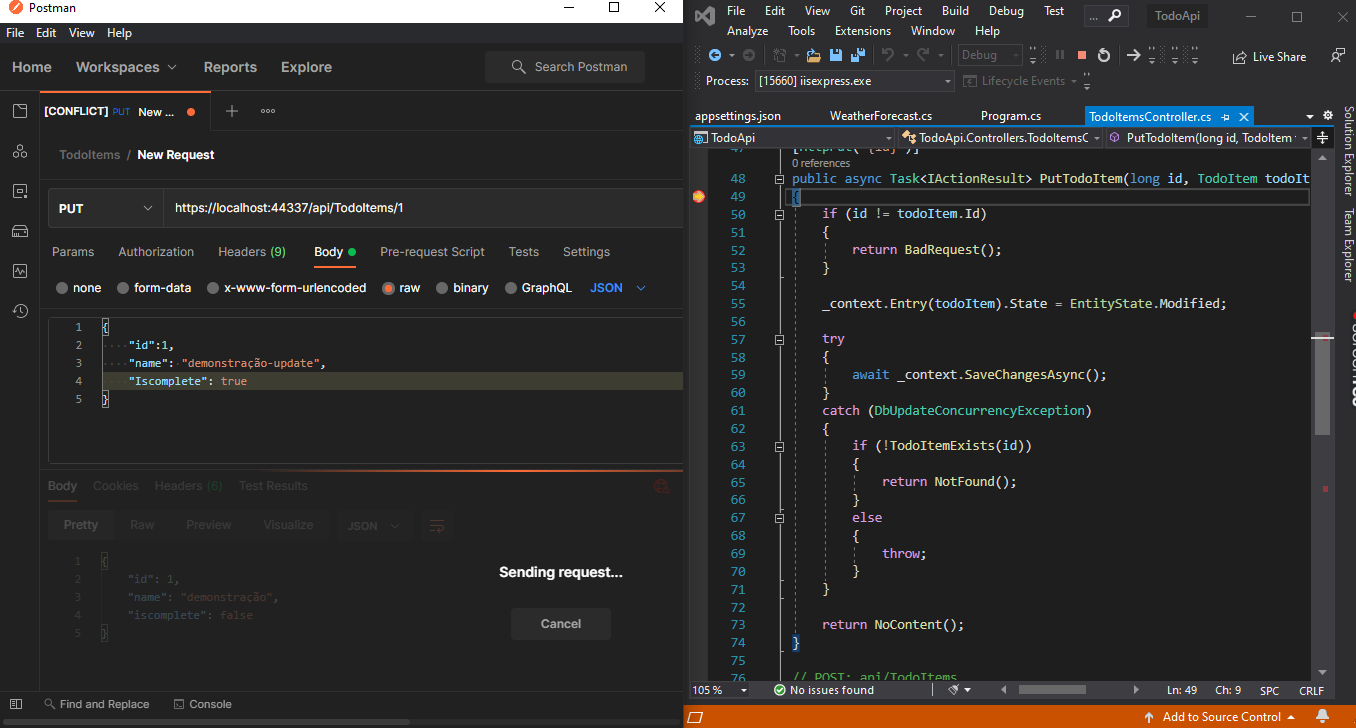 Postman
File Edit View Help
Home Workspaces Reports Explore Search Postman
[CONFLICT] PUT New ...
TodoItems / New Request
PUT https://localhost:44337/api/TodoItems/1
Params Authorization Headers (9) Body Pre-request Script Tests Settings
none form-data x-www-form-urlencoded raw binary GraphQL JSON
1 {
2 "id":1,
3 "name": "demonstração-update",
4 "Iscomplete": true
5 }
Body Cookies Headers (6) Test Results
Pretty Raw Preview Visualize JSON
1 {
2 "id": 1,
3 "name": "demonstração",
4 "iscomplete": false
5 }
Sending request...
Cancel
Find and Replace Console
File Edit View Git Project Build Debug Test ... TodoApi
Analyze Tools Extensions Window Help
Debug Live Share
Process: [15660] iisexpress.exe Lifecycle Events
appsettings.json WeatherForecast.cs Program.cs TodoItemsController.cs
TodoApi TodoApi.Controllers.TodoItemsC PutTodoItem(long id, TodoItem
47 [HttpPut("{id}")]
0 references
48 public async Task<IActionResult> PutTodoItem(long id, TodoItem todoIt
49 {
50 if (id != todoItem.Id)
51 {
52 return BadRequest();
53 }
54
55 _context.Entry(todoItem).State = EntityState.Modified;
56
57 try
58 {
59 await _context.SaveChangesAsync();
60 }
61 catch (DbUpdateConcurrencyException)
62 {
63 if (!TodoItemExists(id))
64 {
65 return NotFound();
66 }
67 else
68 {
69 throw;
70 }
71 }
72
73 return NoContent();
74 }
75
76 // POST: api/TodoItems
105 % No issues found Ln: 49 Ch: 9 SPC CRLF
Add to Source Control
Solution Explorer
Team Explorer